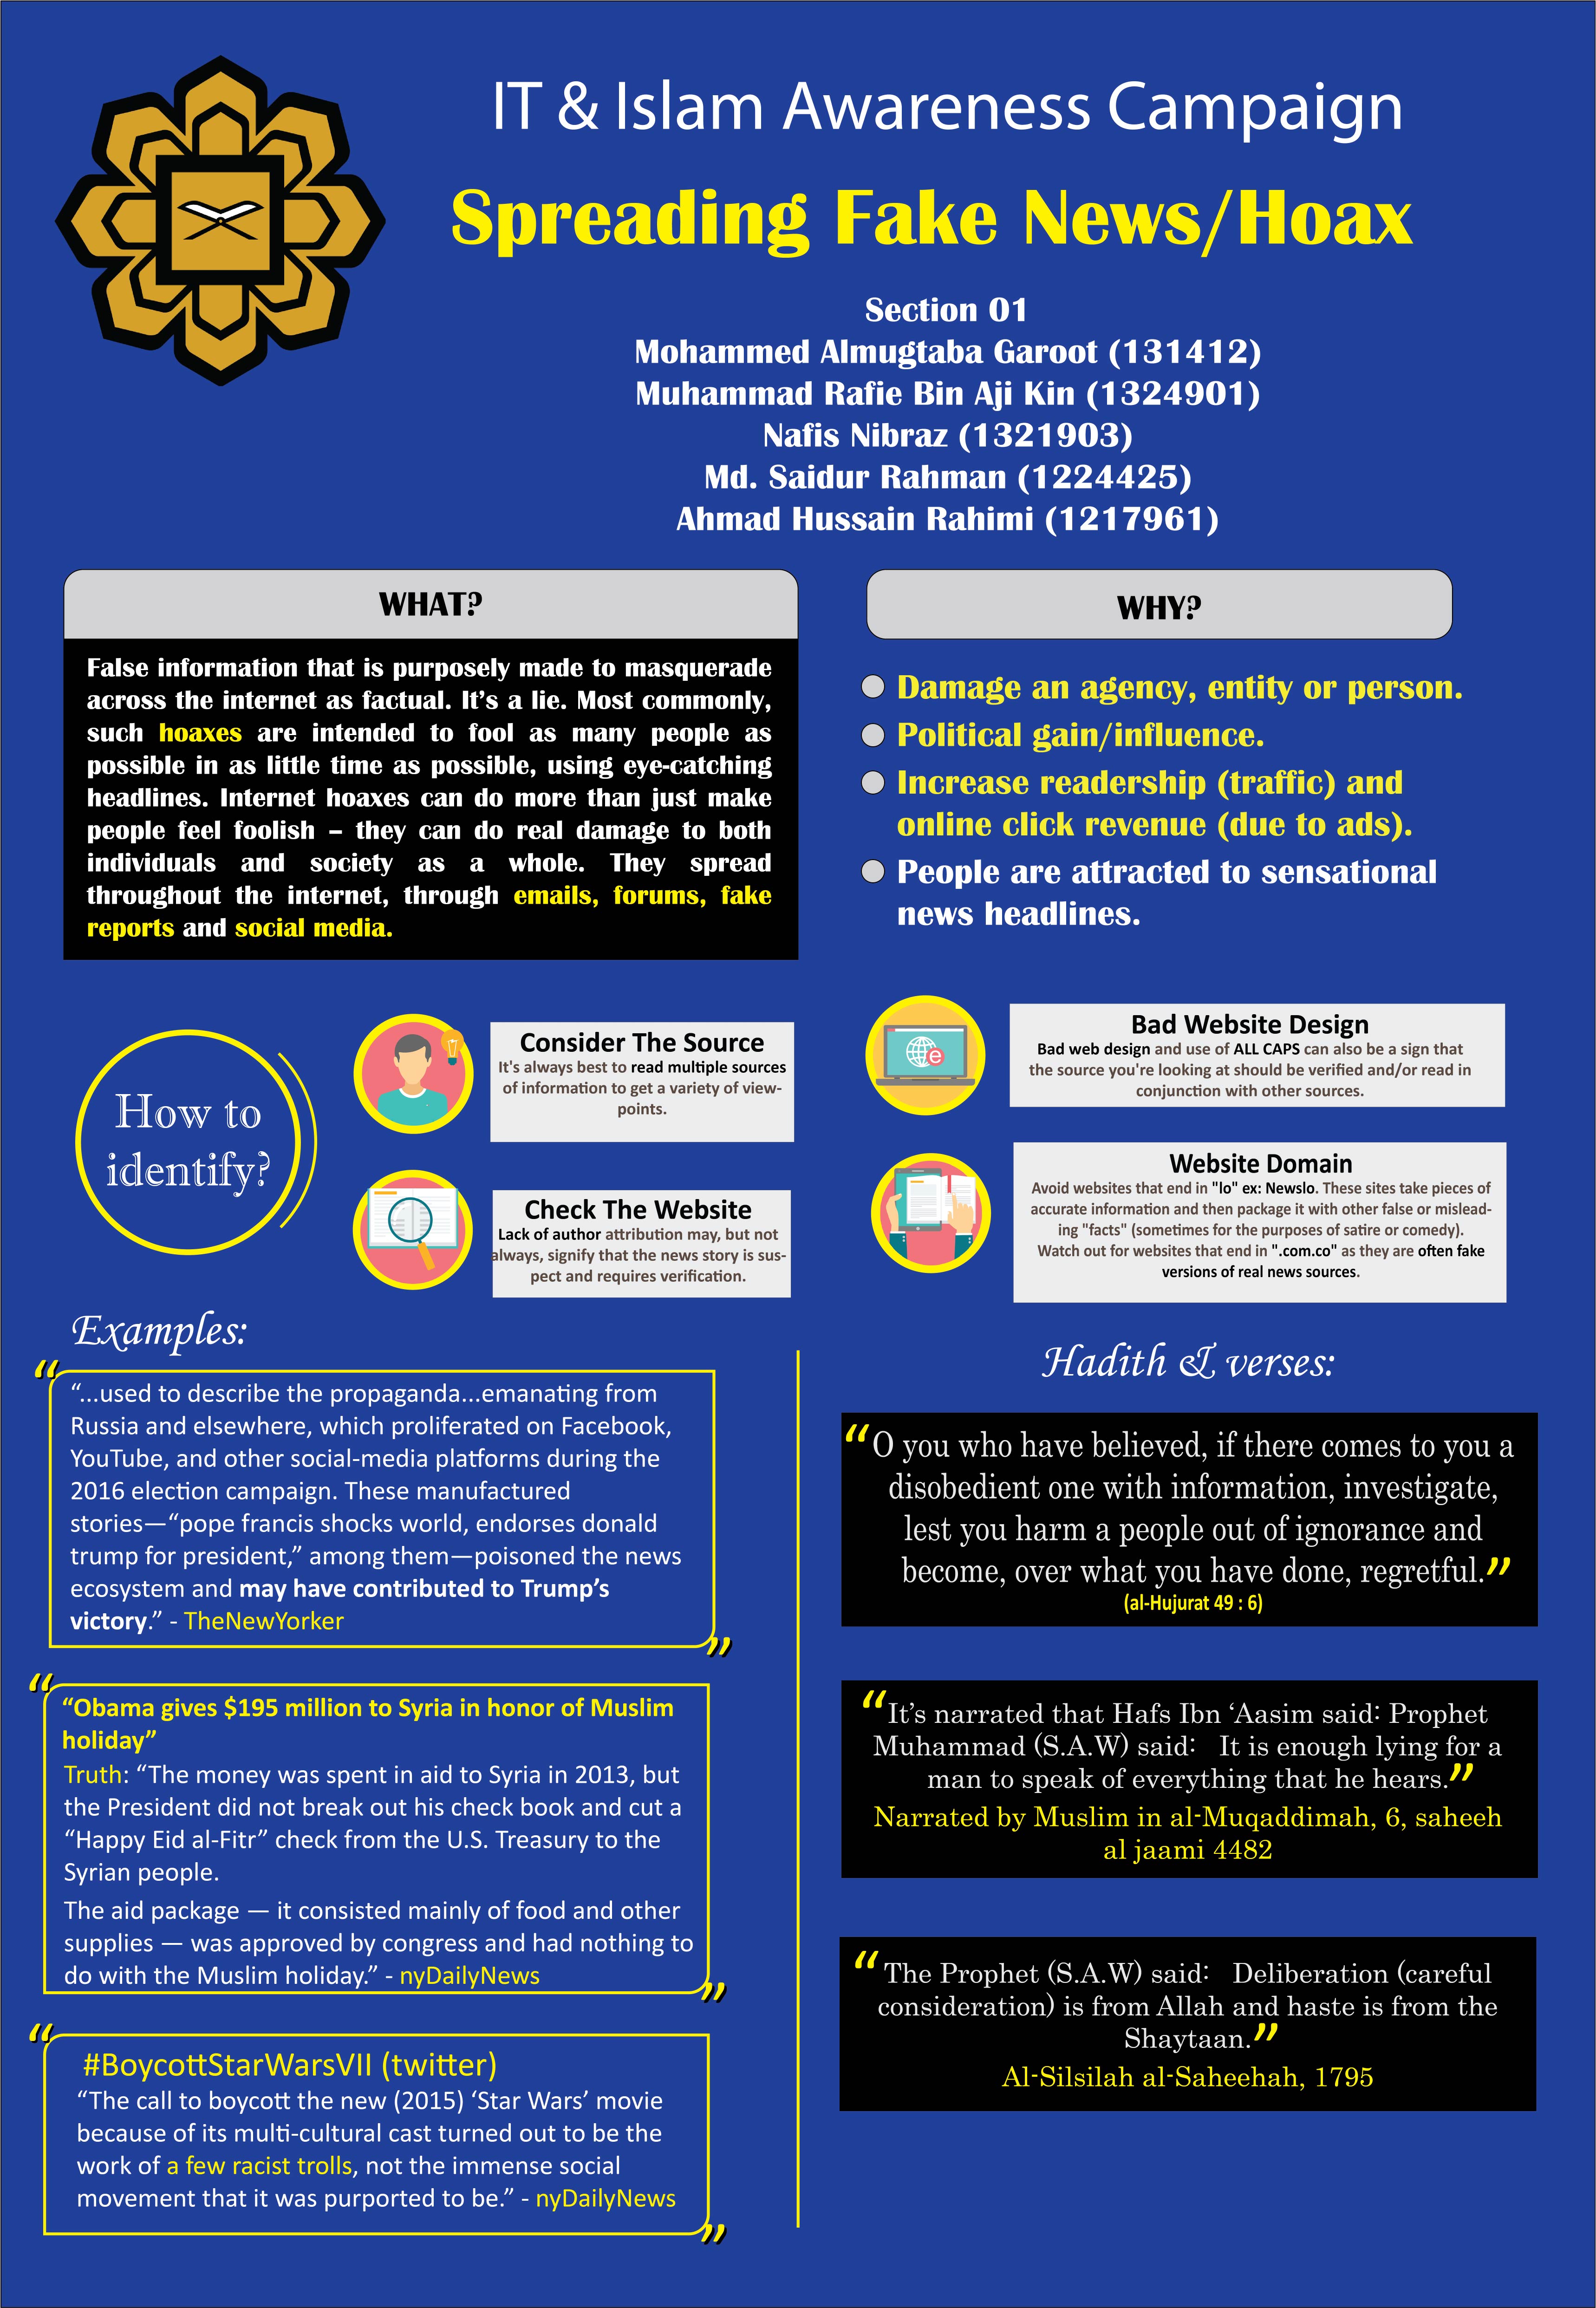 IT & Islam Awareness Campaign
Spreading Fake News/Hoax
Section 01
Mohammed Almugtaba Garoot (131412)
Muhammad Rafie Bin Aji Kin (1324901)
Nafis Nibraz (1321903)
Md. Saidur Rahman (1224425)
Ahmad Hussain Rahimi (1217961)
WHAT?
False information that is purposely made to masquerade
across the internet as factual. It’s a lie. Most commonly,
such hoaxes are intended to fool as many people as
possible in as little time as possible, using eye-catching
headlines. Internet hoaxes can do more than just make
people feel foolish – they can do real damage to both
individuals and society as a whole. They spread
throughout the internet, through emails, forums, fake
reports and social media.
WHY?
Damage an agency, entity or person.
Political gain/influence.
Increase readership (traffic) and
online click revenue (due to ads).
People are attracted to sensational
news headlines.
How to
identify?
Consider The Source
It's always best to read multiple sources
of information to get a variety of view-
points.
Check The Website
Lack of author attribution may, but not
always, signify that the news story is sus-
pect and requires verification.
e
Bad Website Design
Bad web design and use of ALL CAPS can also be a sign that
the source you're looking at should be verified and/or read in
conjunction with other sources.
Website Domain
Avoid websites that end in "lo" ex: Newslo. These sites take pieces of
accurate information and then package it with other false or mislead-
ing "facts" (sometimes for the purposes of satire or comedy).
Watch out for websites that end in ".com.co" as they are often fake
versions of real news sources.
Examples:
“
“...used to describe the propaganda...emanating from
Russia and elsewhere, which proliferated on Facebook,
YouTube, and other social-media platforms during the
2016 election campaign. These manufactured
stories—“pope francis shocks world, endorses donald
trump for president,” among them—poisoned the news
ecosystem and may have contributed to Trump’s
victory.” - TheNewYorker
”
“
“Obama gives $195 million to Syria in honor of Muslim
holiday”
Truth: “The money was spent in aid to Syria in 2013, but
the President did not break out his check book and cut a
“Happy Eid al-Fitr” check from the U.S. Treasury to the
Syrian people.
The aid package — it consisted mainly of food and other
supplies — was approved by congress and had nothing to
do with the Muslim holiday.” - nyDailyNews
”
“
#BoycottStarWarsVII (twitter)
“The call to boycott the new (2015) ‘Star Wars’ movie
because of its multi-cultural cast turned out to be the
work of a few racist trolls, not the immense social
movement that it was purported to be.” - nyDailyNews
”
Hadith & verses:
“O you who have believed, if there comes to you a
disobedient one with information, investigate,
lest you harm a people out of ignorance and
become, over what you have done, regretful.”
(al-Hujurat 49 : 6)
“It’s narrated that Hafs Ibn ‘Aasim said: Prophet
Muhammad (S.A.W) said: It is enough lying for a
man to speak of everything that he hears.”
Narrated by Muslim in al-Muqaddimah, 6, saheeh
al jaami 4482
“The Prophet (S.A.W) said: Deliberation (careful
consideration) is from Allah and haste is from the
Shaytaan.”
Al-Silsilah al-Saheehah, 1795